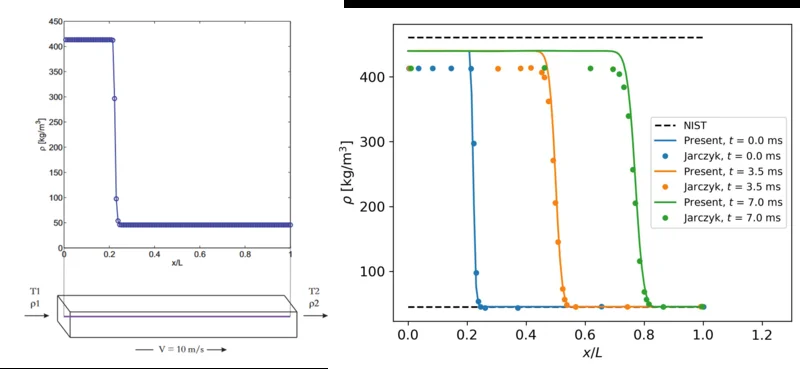 450
400
350
300
250
200
150
100
50
0
ρ [kg/m³]
0 0.2 0.4 0.6 0.8 1
x/L
T1
ρ1
T2
ρ2
V = 10 m/s
400
300
200
100
ρ [kg/m³]
0.0 0.2 0.4 0.6 0.8 1.0 1.2
x/L
NIST
Present, t = 0.0 ms
Jarczyk, t = 0.0 ms
Present, t = 3.5 ms
Jarczyk, t = 3.5 ms
Present, t = 7.0 ms
Jarczyk, t = 7.0 ms